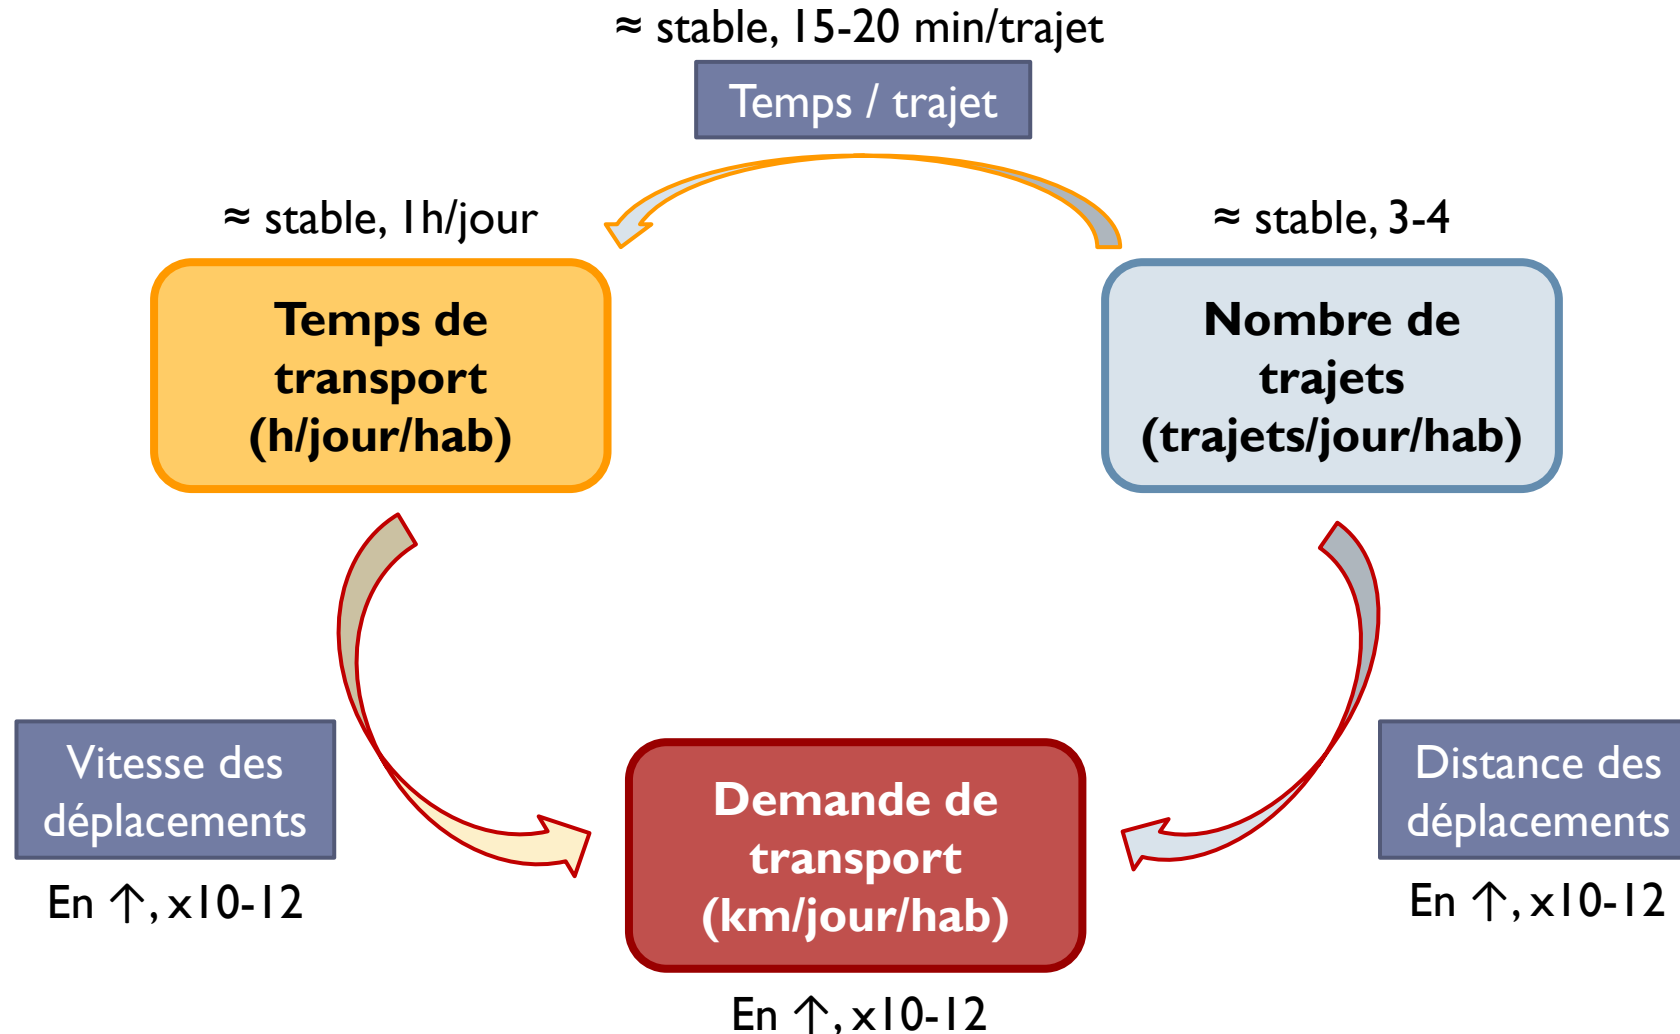 ≈ stable, 15-20 min/trajet
Temps / trajet
≈ stable, 1h/jour
≈ stable, 3-4
Temps de
transport
(h/jour/hab)
Nombre de
trajets
(trajets/jour/hab)
Vitesse des
déplacements
En ↑, x10-12
Demande de
transport
(km/jour/hab)
En ↑, x10-12
Distance des
déplacements
En ↑, x10-12